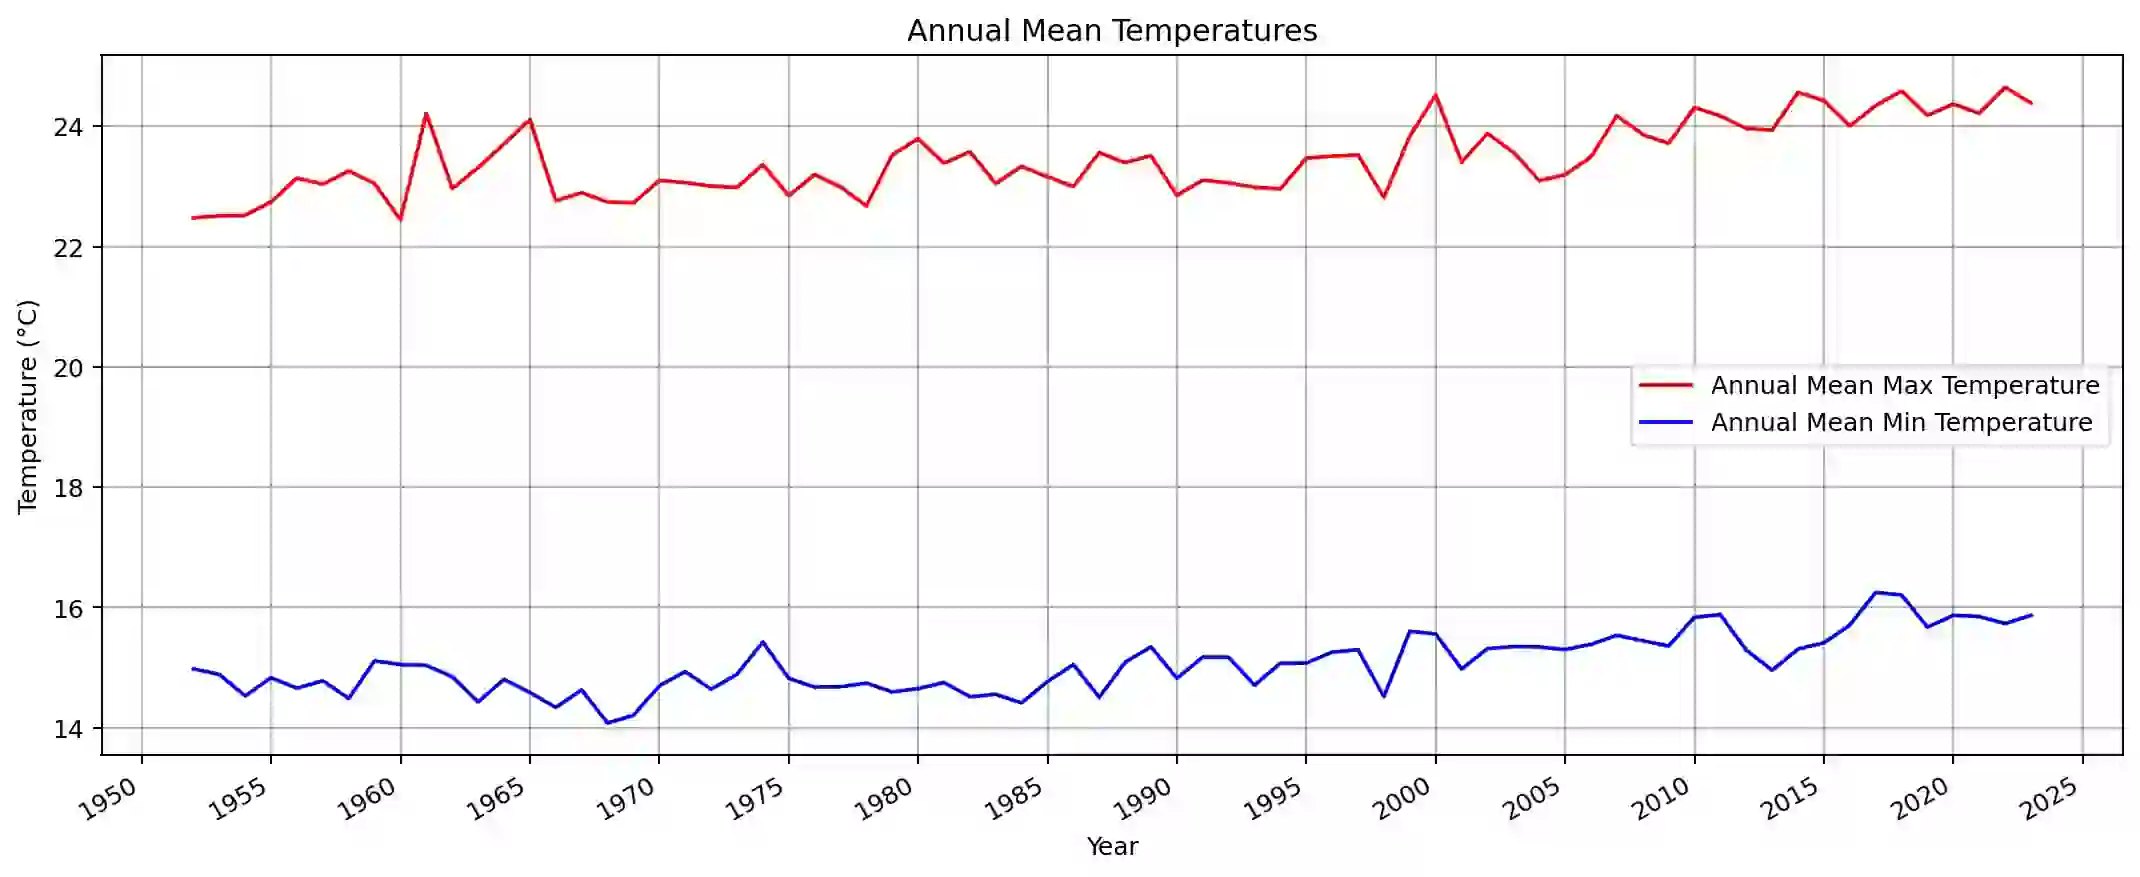 Annual Mean Temperatures
24
22
20
18
16
14
Temperature (°C)
Annual Mean Max Temperature
Annual Mean Min Temperature
1950 1955 1960 1965 1970 1975 1980 1985 1990 1995 2000 2005 2010 2015 2020 2025
Year